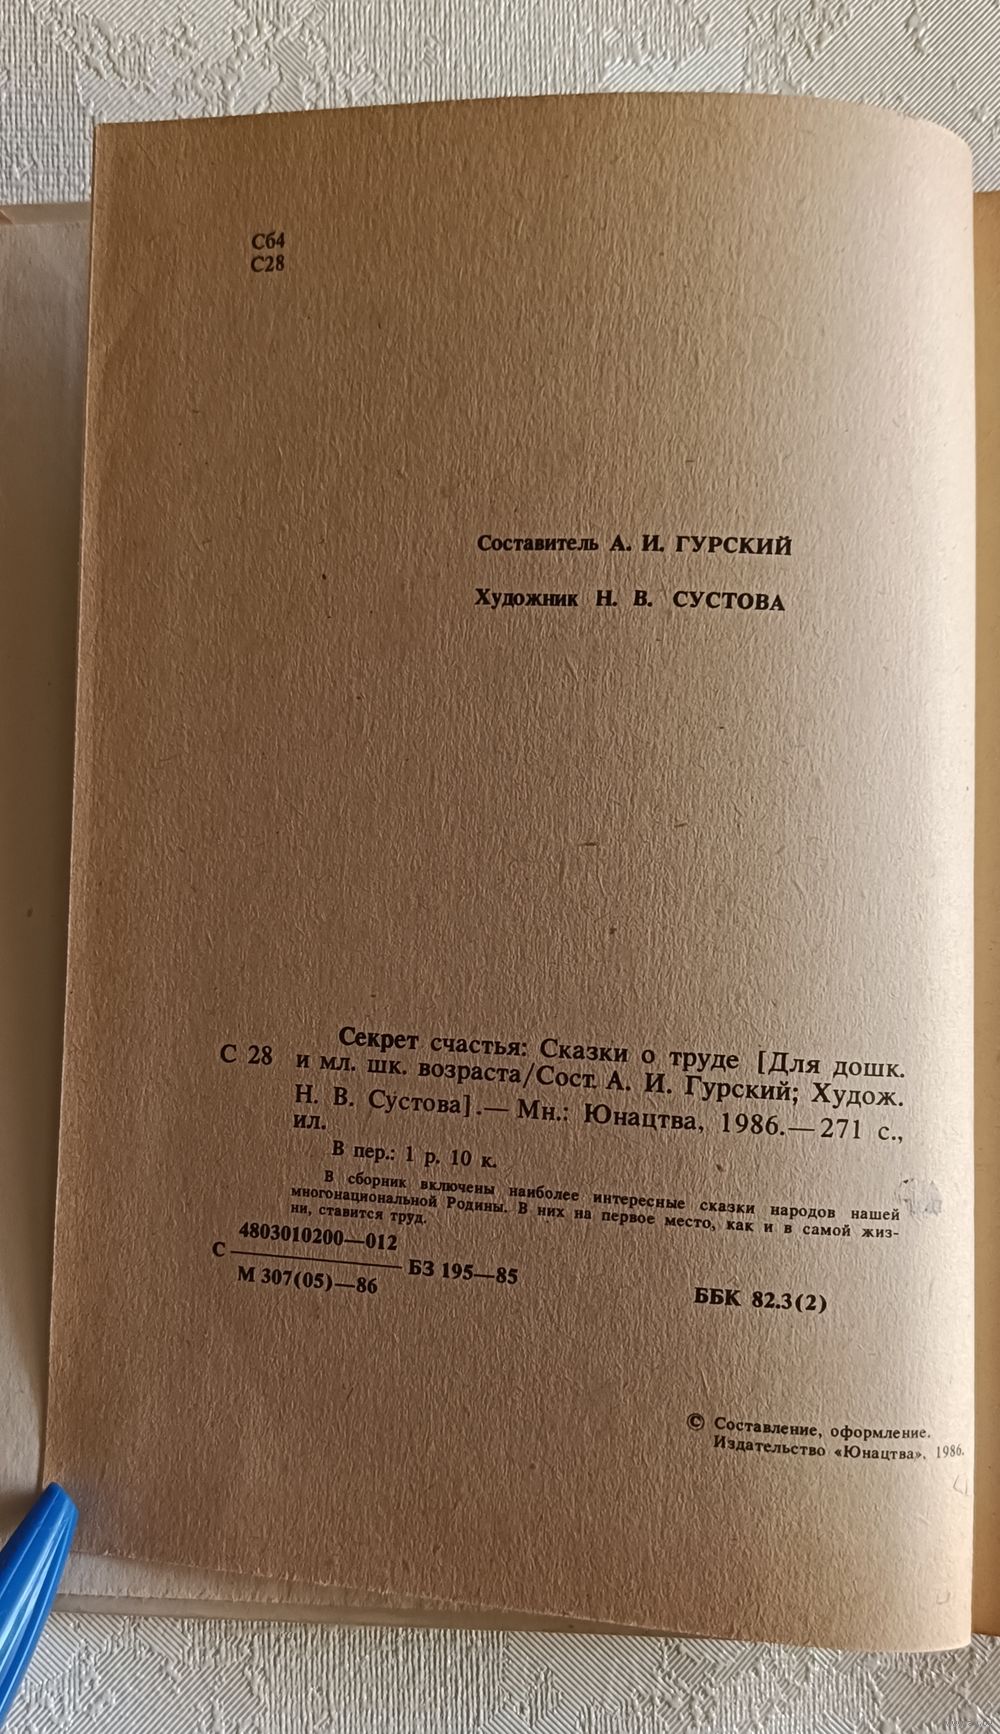 Сб4
С28
Составитель А. И. ГУРСКИЙ
Художник Н. В. СУСТОВА
Секрет счастья: Сказки о труде [Для дошк.
С 28 и мл. шк. возраста/Сост. А. И. Гурский; Худож.
Н. В. Сустова].— Мн.: Юнацтва, 1986.—271 с.,
ил.
В пер.: 1 р. 10 к.
В сборник включены наиболее интересные сказки народов нашей
многонациональной Родины. В них на первое место, как и в самой жиз-
ни, ставится труд.
4803010200—012
С БЗ 195—85
М 307(05)—86
ББК 82.3(2)
© Составление, оформление.
Издательство «Юнацтва», 1986.